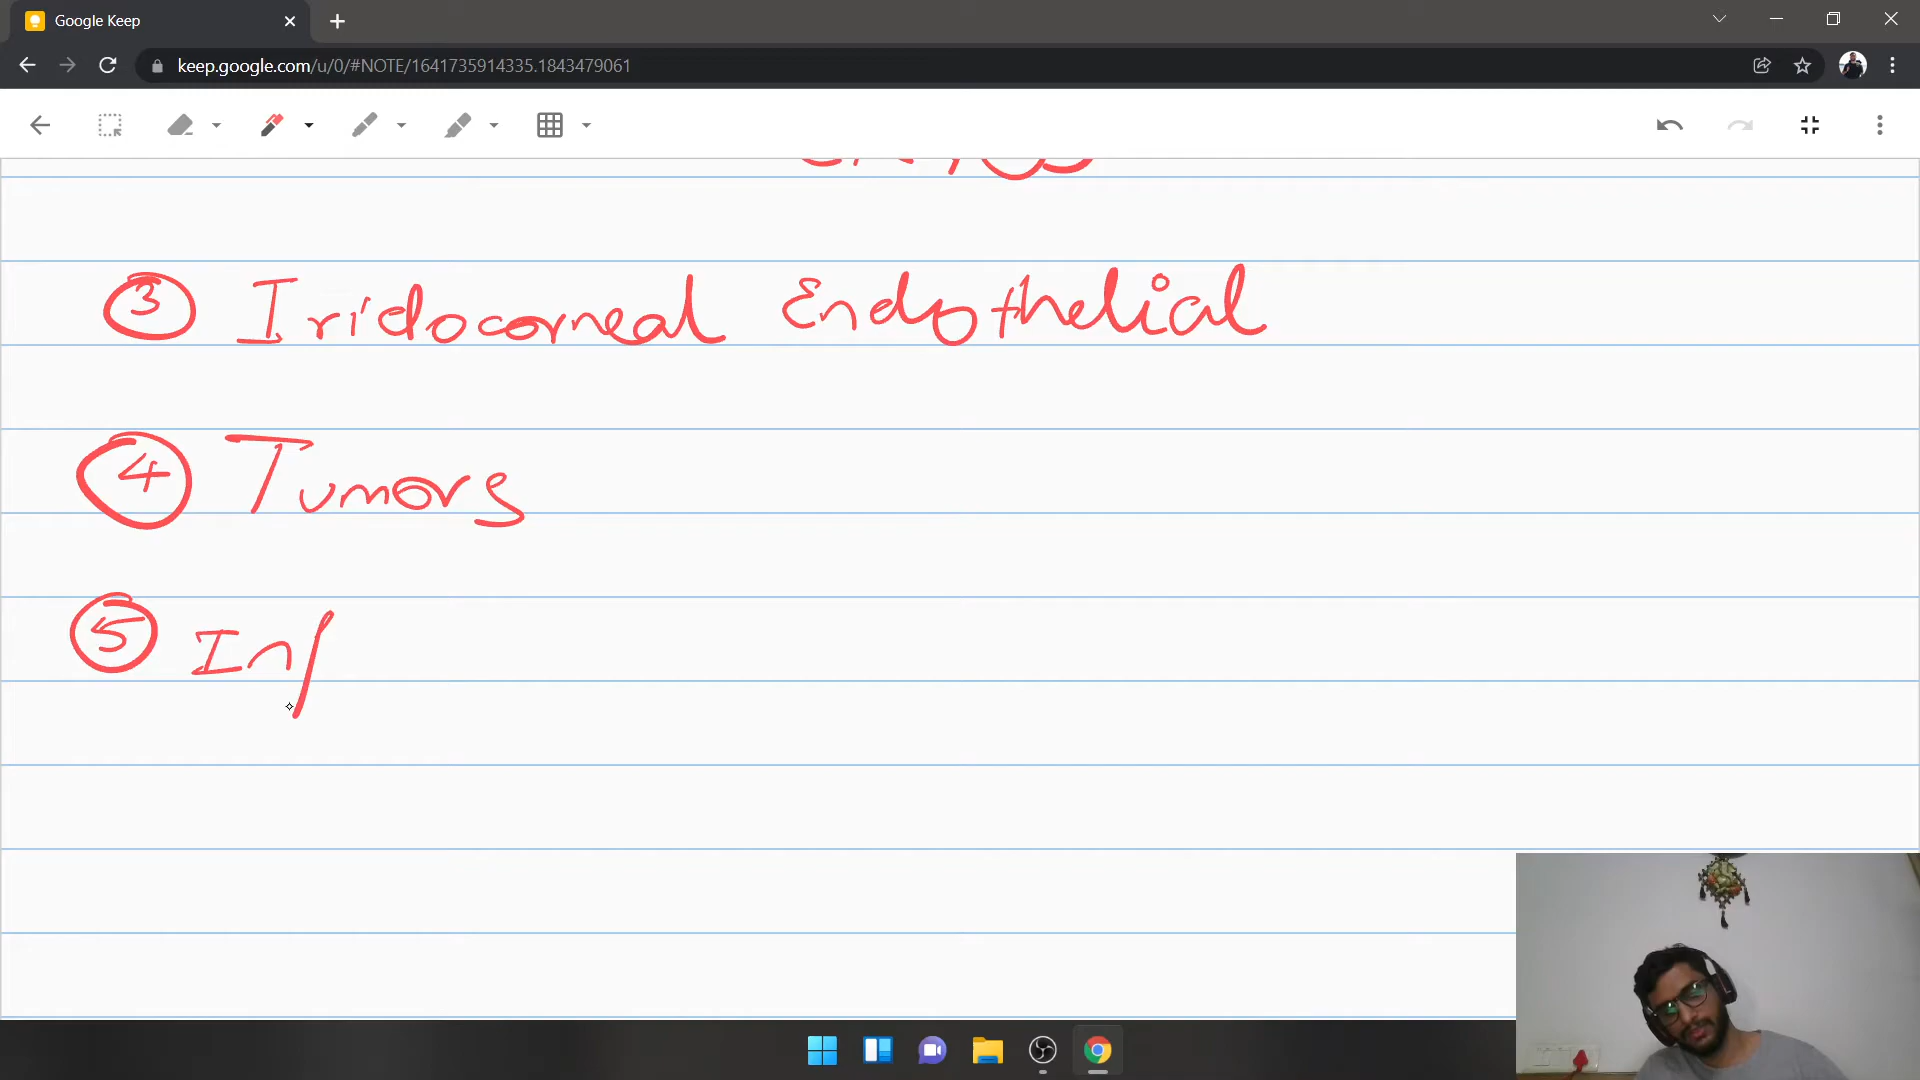 Google Keep
keep.google.com/u/0/#NOTE/1641735914335.1843479061
3 Iridocorneal Endothelial
4 Tumors
5 Inf